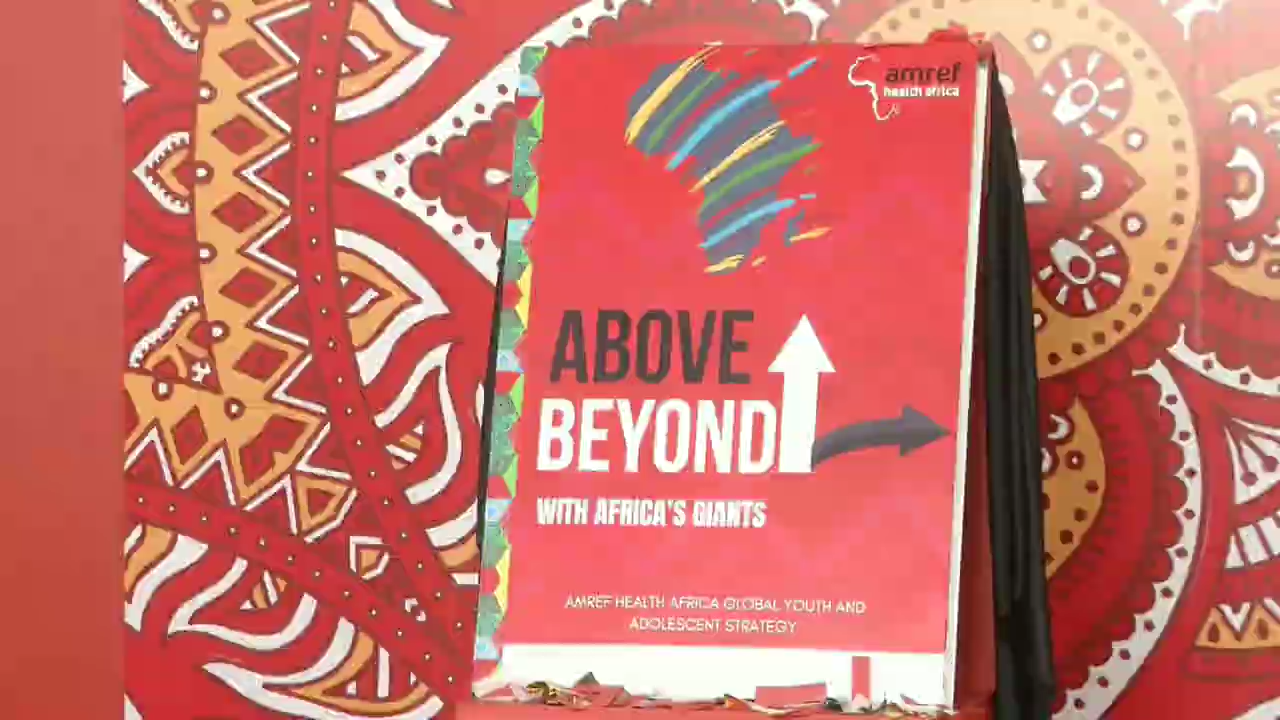 amref
health africa
ABOVE
BEYOND
WITH AFRICA'S GIANTS
AMREF HEALTH AFRICA GLOBAL YOUTH AND
ADOLESCENT STRATEGY